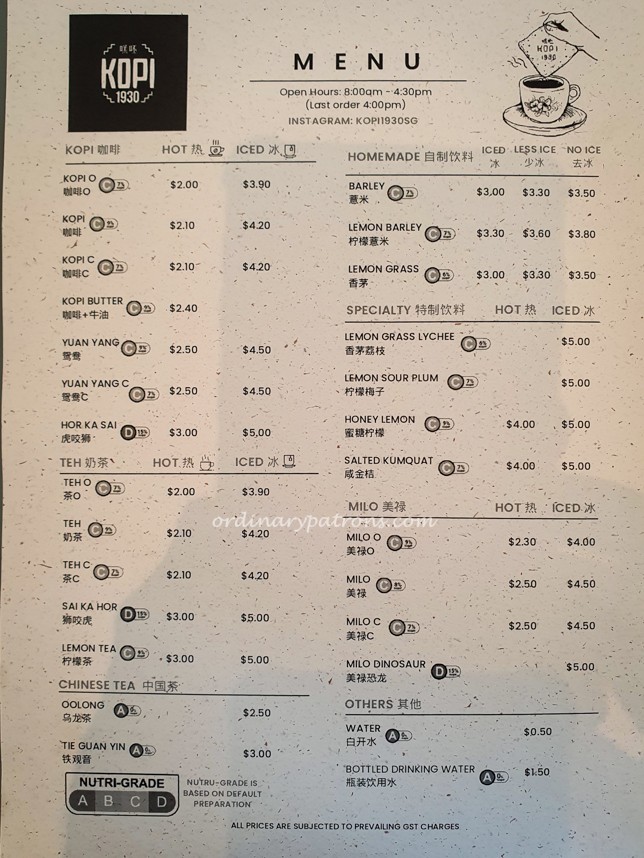 嘆咔
KOPI
1930
MENU
Open Hours: 8:00am - 4:30pm
(Last order 4:00pm)
INSTAGRAM: KOPI1930SG
KOPI
1930
KOPI 咖啡 HOT 热 ICED 冰
KOPI O C $2.00 $3.90
咖啡O
KOPI C $2.10 $4.20
咖啡
KOPI C C $2.10 $4.20
咖啡C
KOPI BUTTER C $2.40
咖啡+牛油
YUAN YANG C $2.50 $4.50
鸳鸯
YUAN YANG C C $2.50 $4.50
鸳鸯C
HOR KA SAI D $3.00 $5.00
虎咬狮
TEH 奶茶 HOT 热 ICED 冰
TEH O C $2.00 $3.90
茶O
TEH C $2.10 $4.20
奶茶
TEH C C $2.10 $4.20
茶C
SAI KA HOR D $3.00 $5.00
狮咬虎
LEMON TEA C $3.00 $5.00
柠檬茶
CHINESE TEA 中国茶
OOLONG A $2.50
乌龙茶
TIE GUAN YIN A $3.00
铁观音
NUTRI-GRADE
A B C D
NUTRU-GRADE IS
BASED ON DEFAULT
PREPARATION
HOMEMADE 自制饮料 ICED LESS ICE NO ICE
冰 少冰 去冰
BARLEY C $3.00 $3.30 $3.50
薏米
LEMON BARLEY C $3.30 $3.60 $3.80
柠檬薏米
LEMON GRASS C $3.00 $3.30 $3.50
香茅
SPECIALTY 特制饮料 HOT 热 ICED 冰
LEMON GRASS LYCHEE C $5.00
香茅荔枝
LEMON SOUR PLUM C $5.00
柠檬梅子
HONEY LEMON C $4.00 $5.00
蜜糖柠檬
SALTED KUMQUAT C $4.00 $5.00
咸金桔
ordinarypatrons.com
MILO 美禄 HOT 热 ICED 冰
MILO O C $2.30 $4.00
美禄O
MILO C $2.50 $4.50
美禄
MILO C C $2.50 $4.50
美禄C
MILO DINOSAUR D $5.00
美禄恐龙
OTHERS 其他
WATER A $0.50
白开水
BOTTLED DRINKING WATER A $1.50
瓶装饮用水
ALL PRICES ARE SUBJECTED TO PREVAILING GST CHARGES